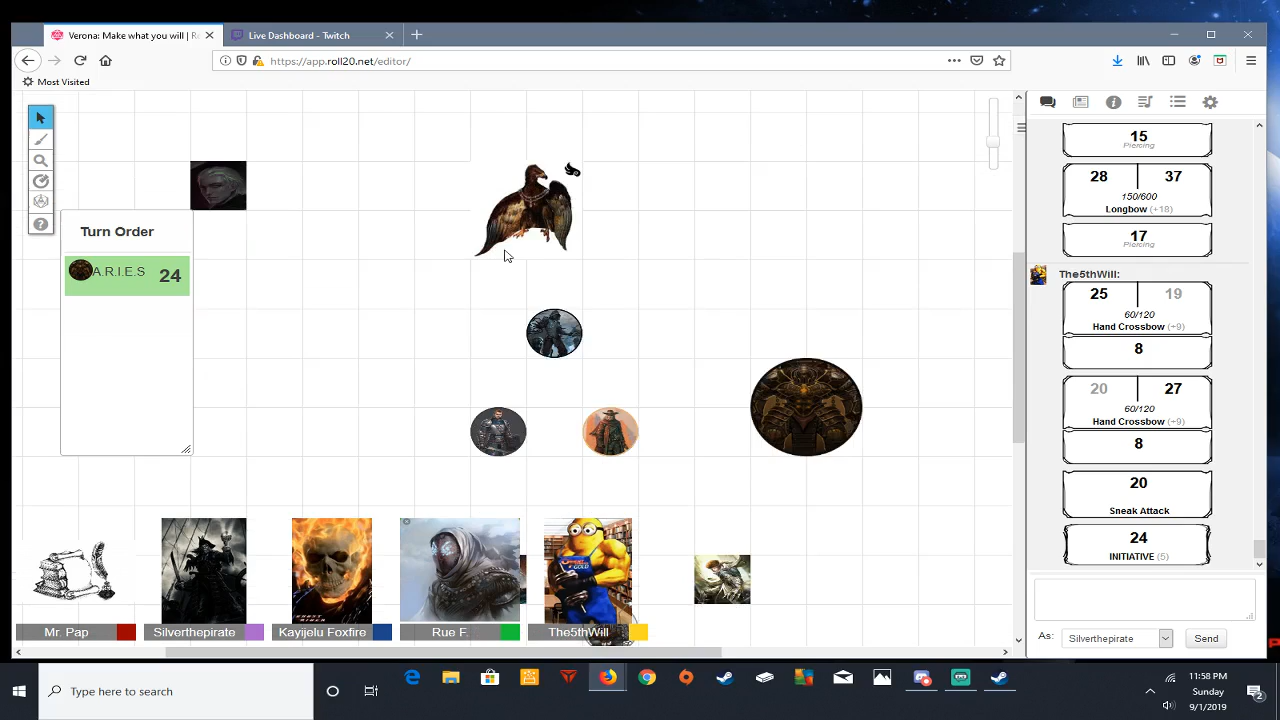 Verona: Make what you will | R
Live Dashboard - Twitch
https://app.roll20.net/editor/
Most Visited
Turn Order
A.R.I.E.S 24
15
Piercing
28 37
150/600
Longbow (+18)
17
Piercing
The5thWill:
25 19
60/120
Hand Crossbow (+9)
8
20 27
60/120
Hand Crossbow (+9)
8
20
Sneak Attack
24
INITIATIVE (5)
As: Silverthepirate Send
Mr. Pap
Silverthepirate
Kayijelu Foxfire
Rue F.
The5thWill
Type here to search
11:58 PM
Sunday
9/1/2019
2